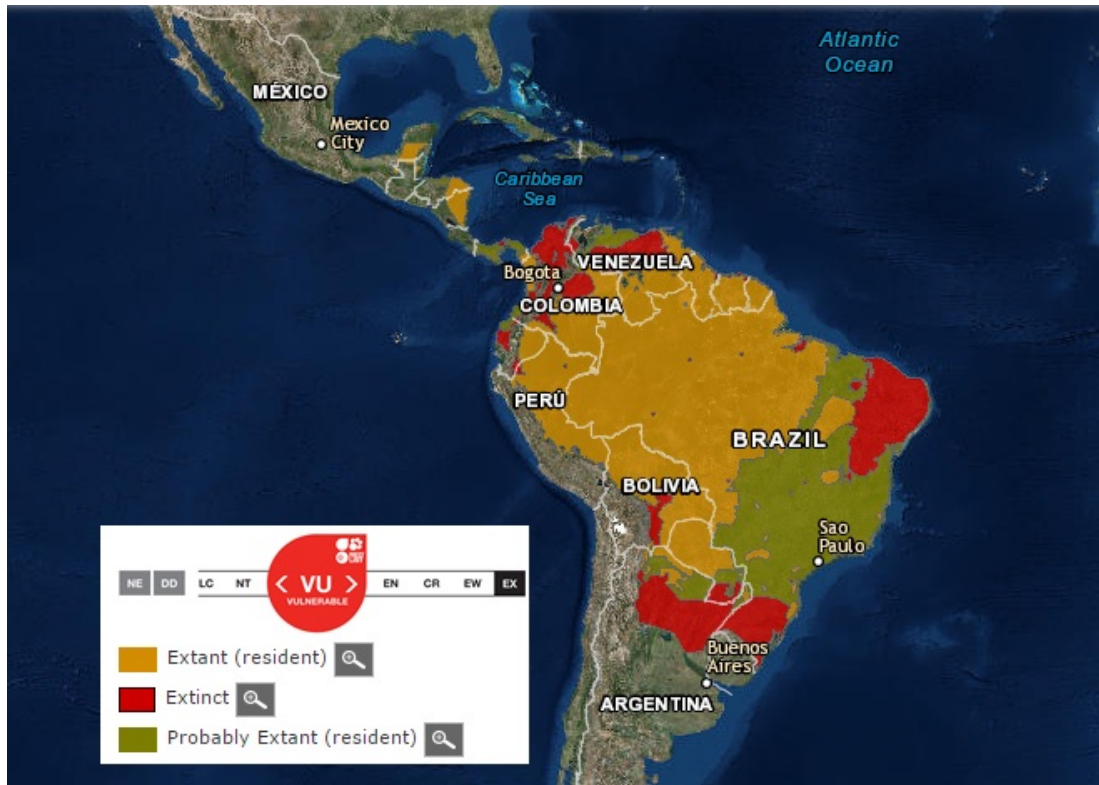 Atlantic
Ocean
MÉXICO
Mexico
City
Caribbean
Sea
VENEZUELA
Bogota
COLOMBIA
PERÚ
BRAZIL
BOLIVIA
Sao
Paulo
Buenos
Aires
ARGENTINA
NE DD LC NT < VU > EN CR EW EX
VULNERABLE
Extant (resident)
Extinct
Probably Extant (resident)